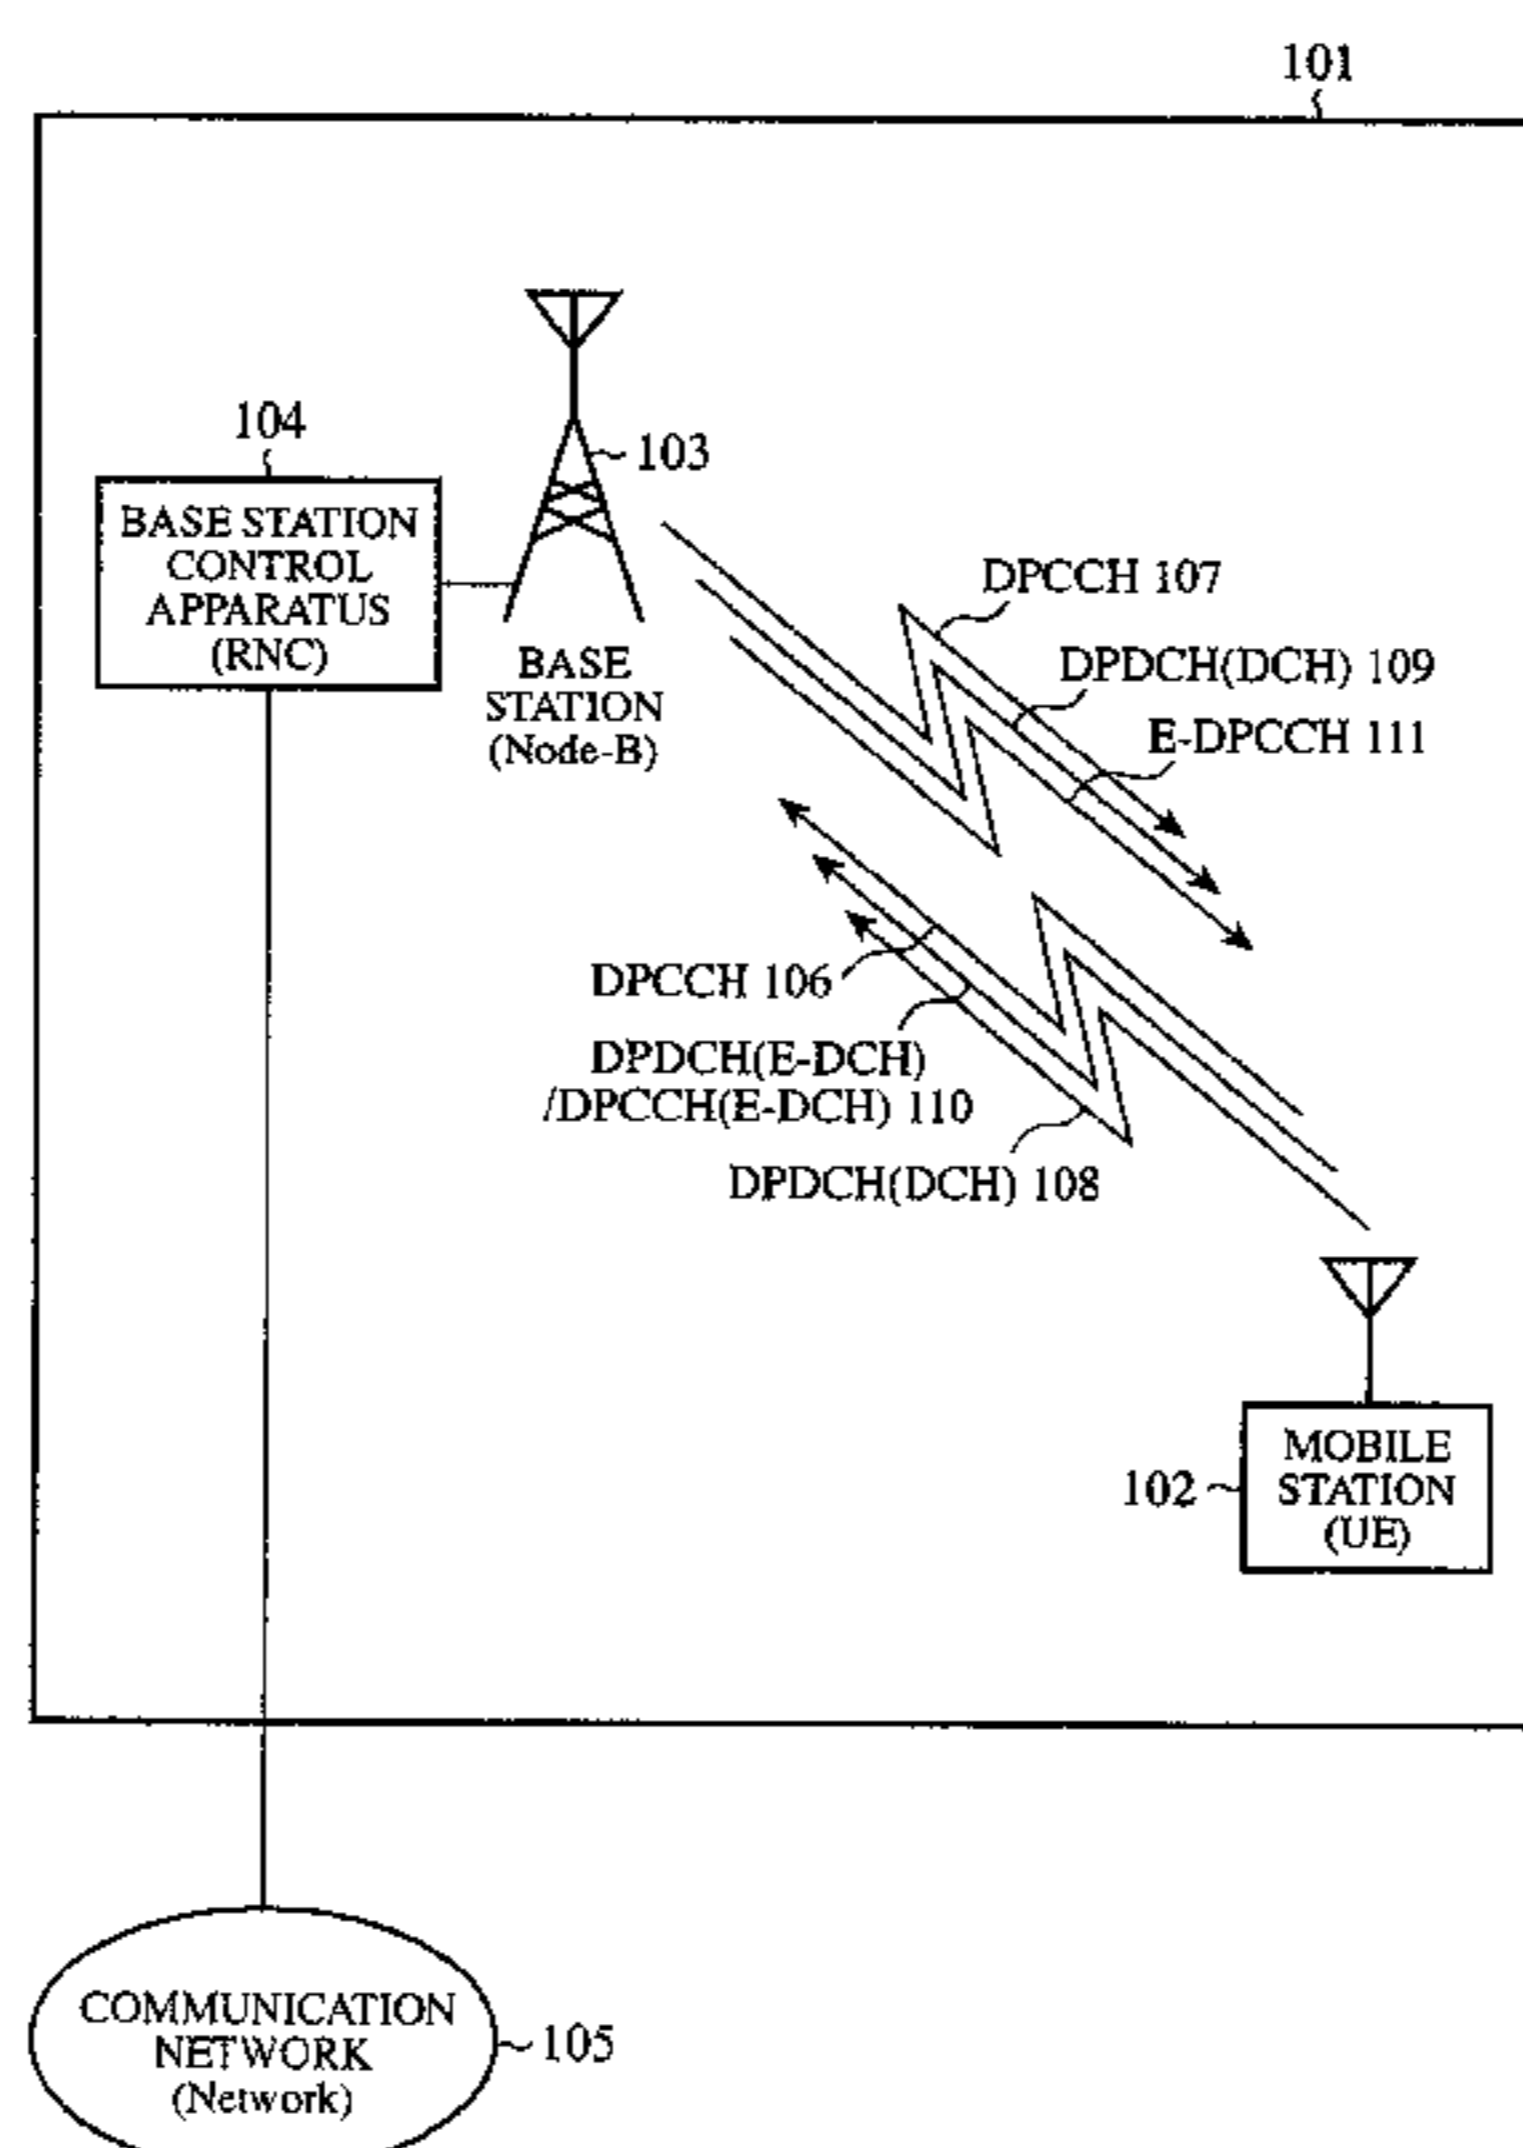 101
104
103
BASE STATION
CONTROL
APPARATUS
(RNC)
BASE
STATION
(Node-B)
DPCCH 107
DPDCH(DCH) 109
E-DPCCH 111
DPCCH 106
DPDCH(E-DCH)
/DPCCH(E-DCH) 110
DPDCH(DCH) 108
102
MOBILE
STATION
(UE)
COMMUNICATION
NETWORK
(Network)
105